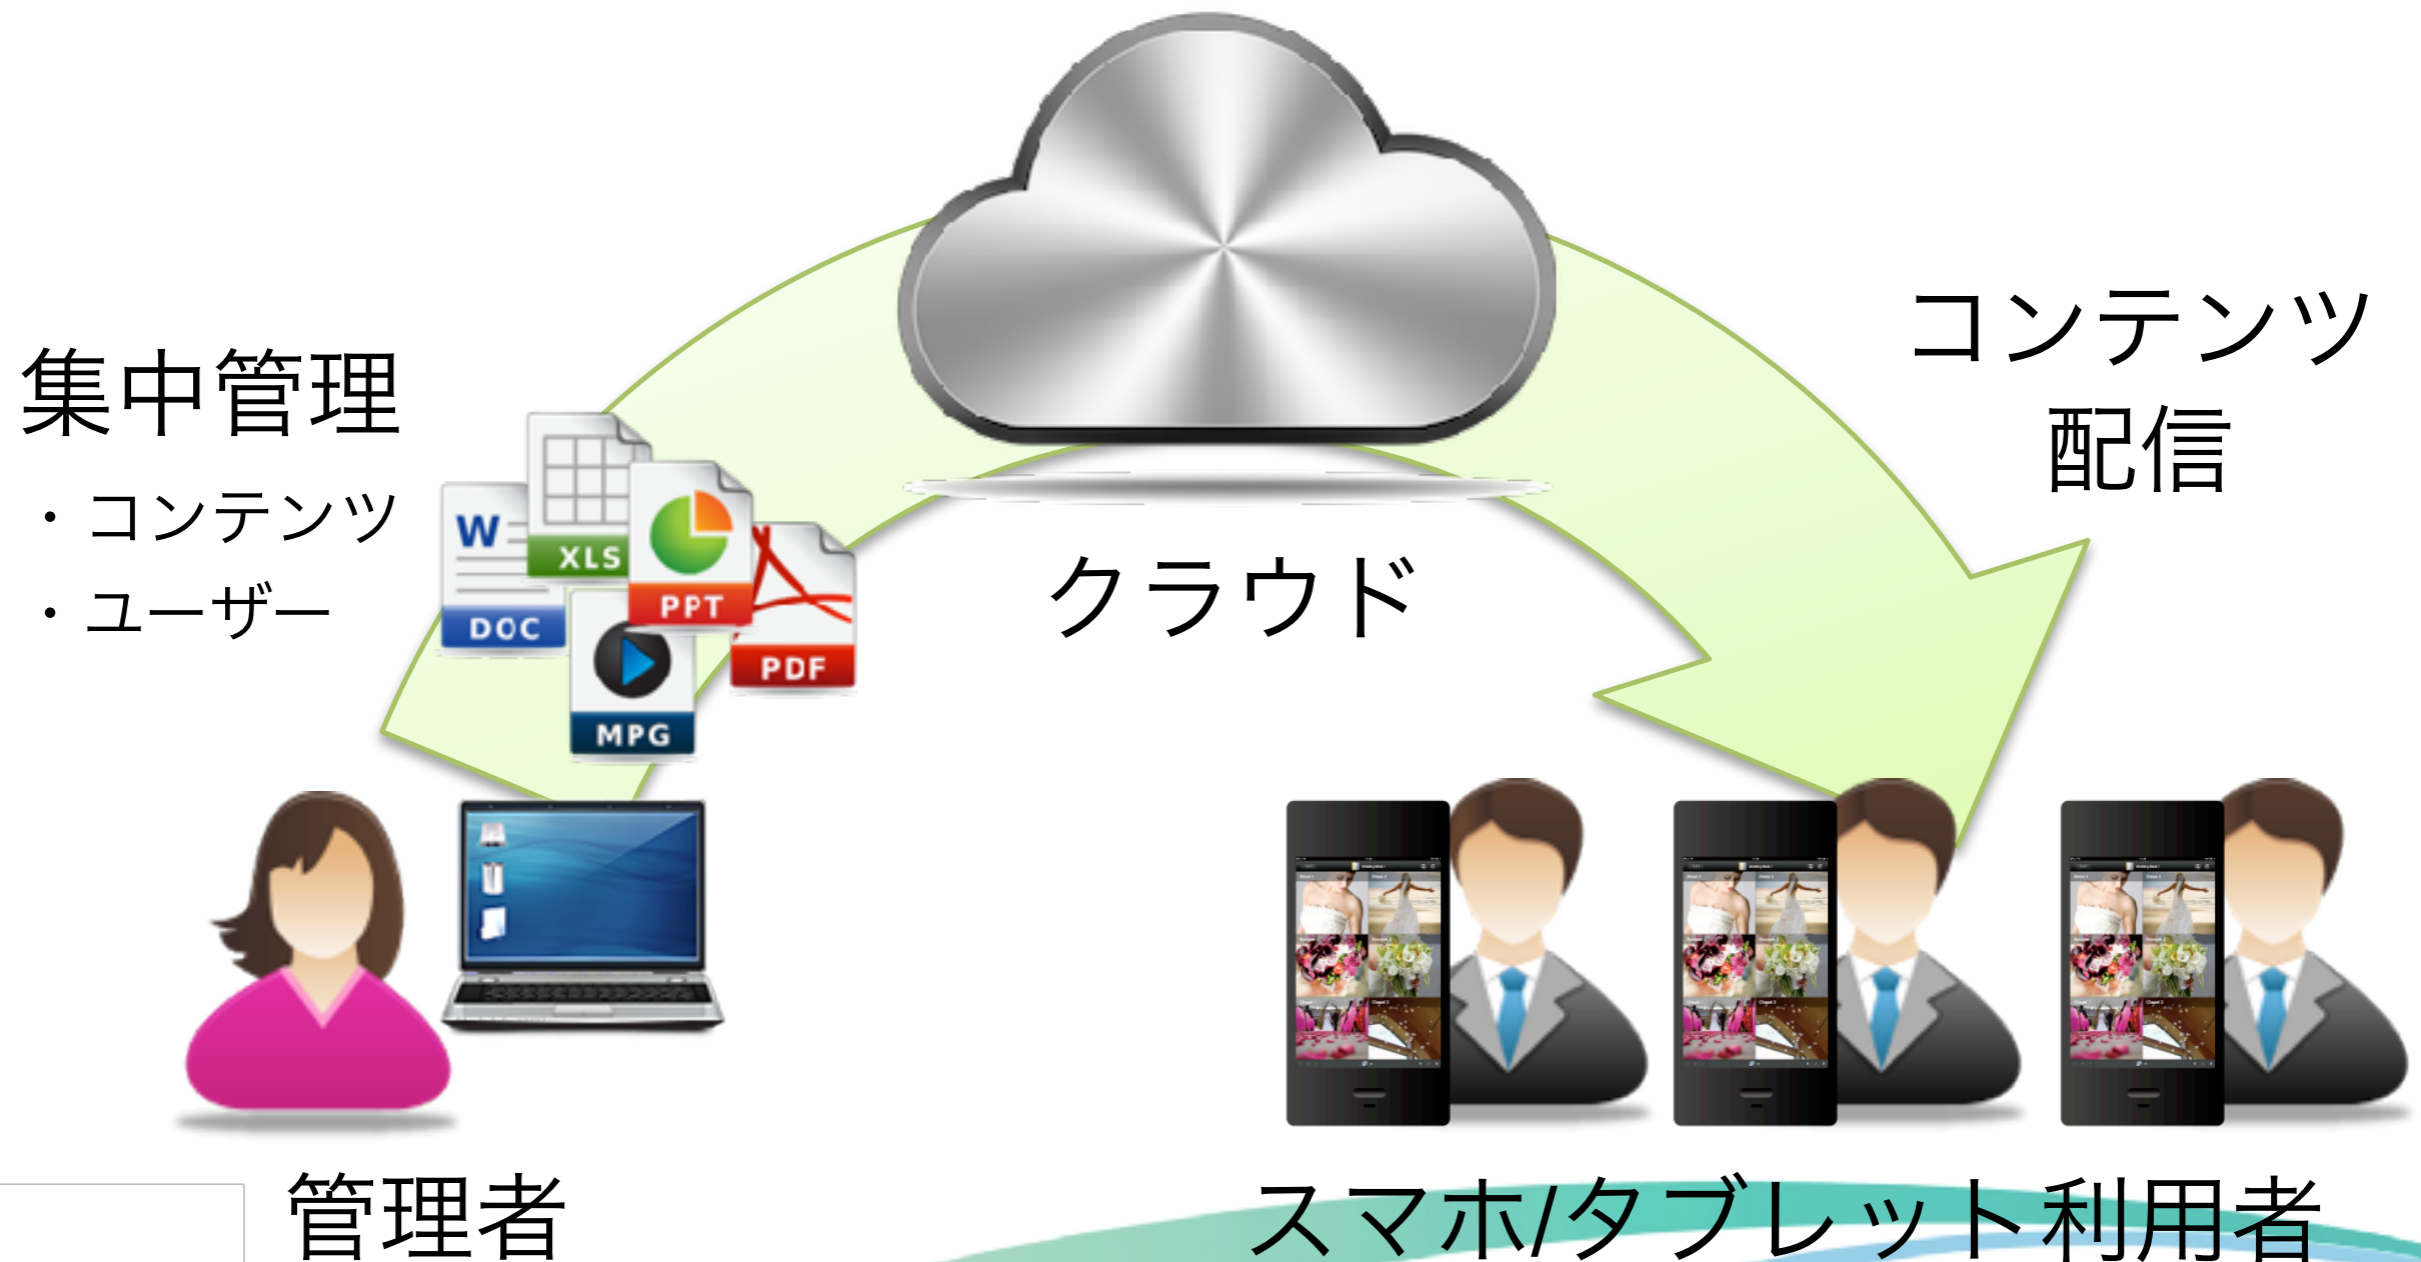 集中管理
・コンテンツ
・ユーザー
W
DOC
XLS
PPT
PDF
MPG
クラウド
コンテンツ
配信
管理者
スマホ/タブレット利用者